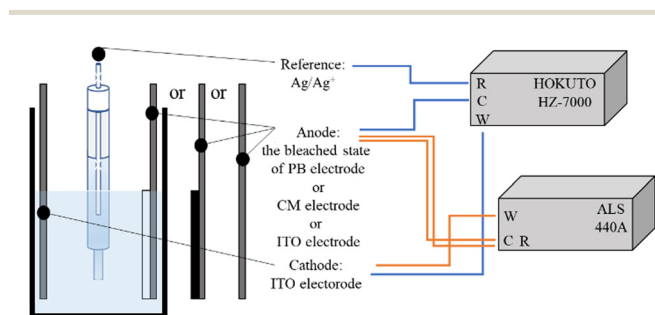 or
or
Reference:
Ag/Ag⁺
Anode:
the bleached state
of PB electrode
or
CM electrode
or
ITO electrode
Cathode:
ITO electorode
R
C
W
HOKUTO
HZ-7000
W
C R
ALS
440A